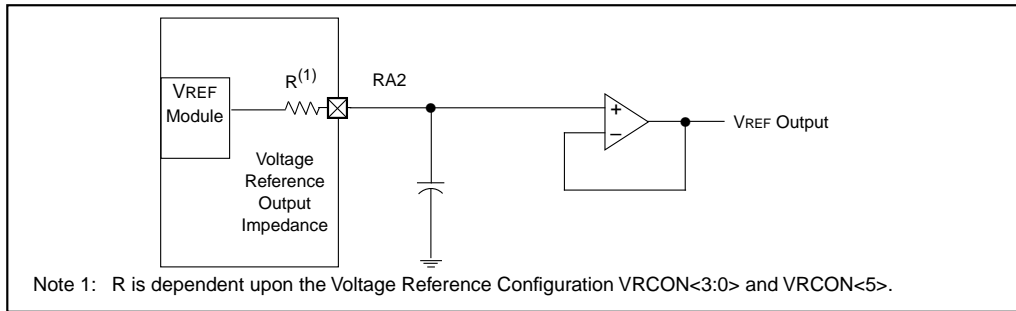 R(1)
RA2
VREF
Module
+
–
VREF Output
Voltage
Reference
Output
Impedance
Note 1: R is dependent upon the Voltage Reference Configuration VRCON<3:0> and VRCON<5>.